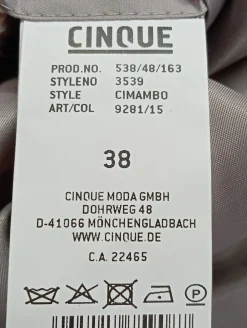 CINQUE
PROD.NO. 538/48/163
STYLENO 3539
STYLE CIMAMBO
ART/COL 9281/15
38
CINQUE MODA GMBH
DOHRWEG 48
D-41066 MÖNCHENGLADBACH
WWW.CINQUE.DE
C.A. 22465
P